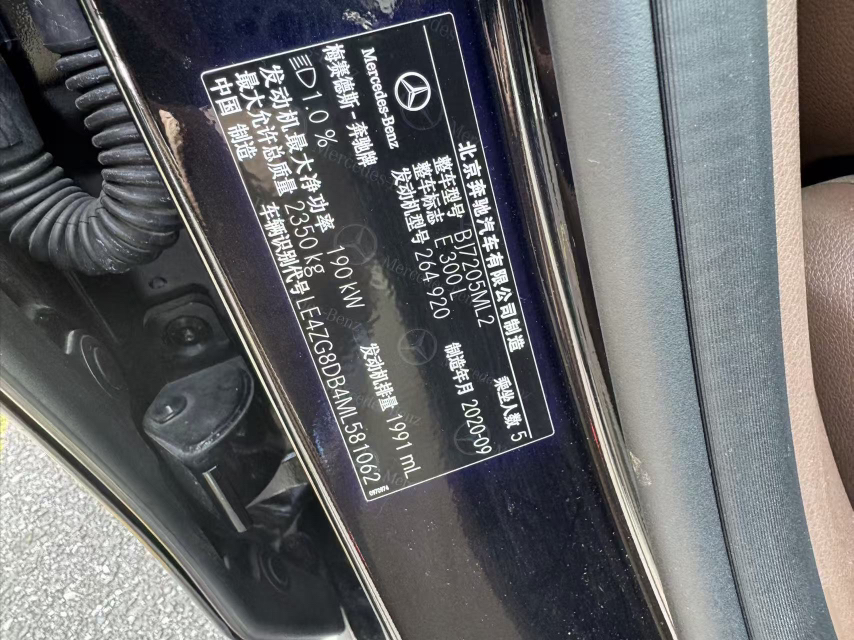 Mercedes-Benz
梅赛德斯-奔驰牌
10%
北京奔驰汽车有限公司制造
整车型号 BJ7205ML2 乘坐人数 5
整车标志 E 300 L
发动机型号 264 920 制造年月 2020-09
发动机最大净功率 190 kW 发动机排量 1991 mL
最大允许总质量 2350 kg
中国 制造 车辆识别代号 LE4ZG8DB4ML581062